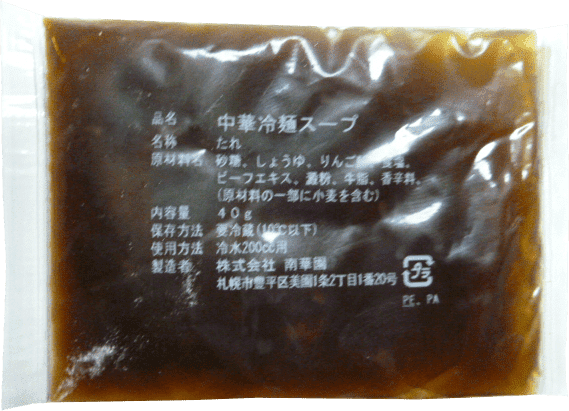 品名 中華冷麺スープ
名称 たれ
原材料名 砂糖、しょうゆ、りんご酢、食塩、
ビーフエキス、澱粉、牛脂、香辛料、
(原材料の一部に小麦を含む)
内容量 40g
保存方法 要冷蔵(10℃以下)
使用方法 冷水200cc用
製造者 株式会社 南華園
札幌市豊平区美園1条2丁目1番20号
プラ
PE、PA